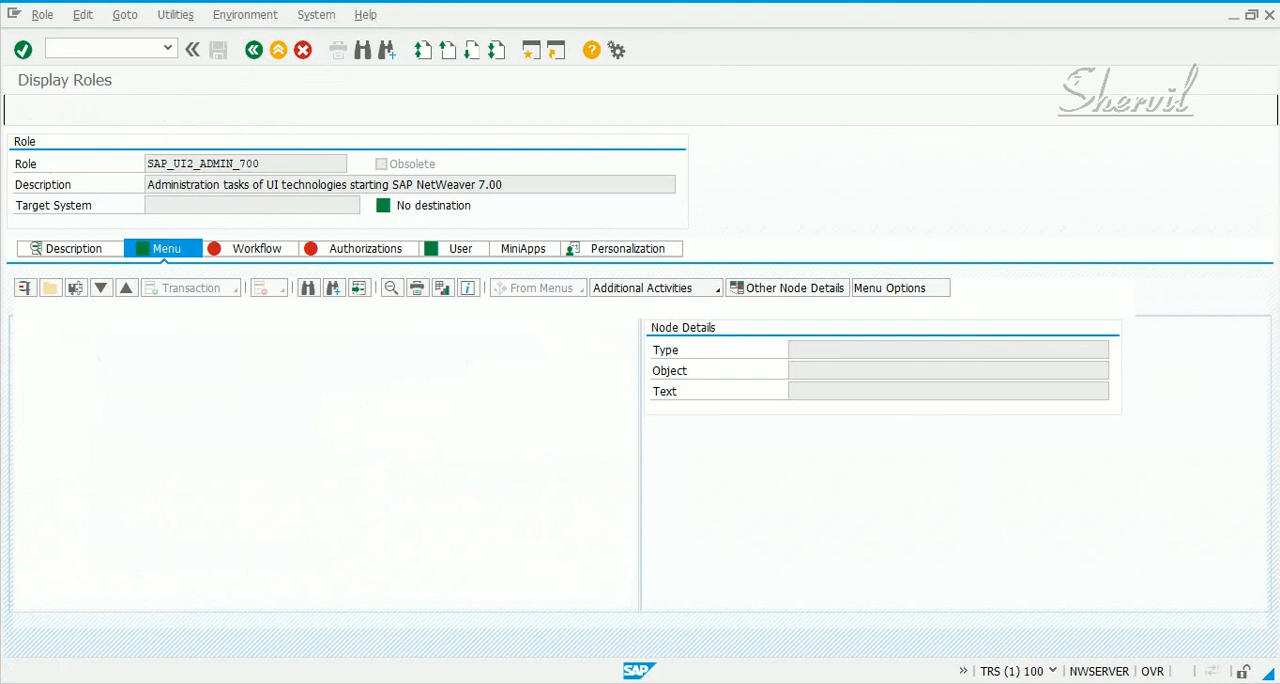 Role Edit Goto Utilities Environment System Help
Display Roles
Shervil
Role
Role SAP_UI2_ADMIN_700 Obsolete
Description Administration tasks of UI technologies starting SAP NetWeaver 7.00
Target System No destination
Description Menu Workflow Authorizations User MiniApps Personalization
Transaction From Menus Additional Activities Other Node Details Menu Options
Node Details
Type
Object
Text
SAP » TRS (1) 100 NWSERVER OVR